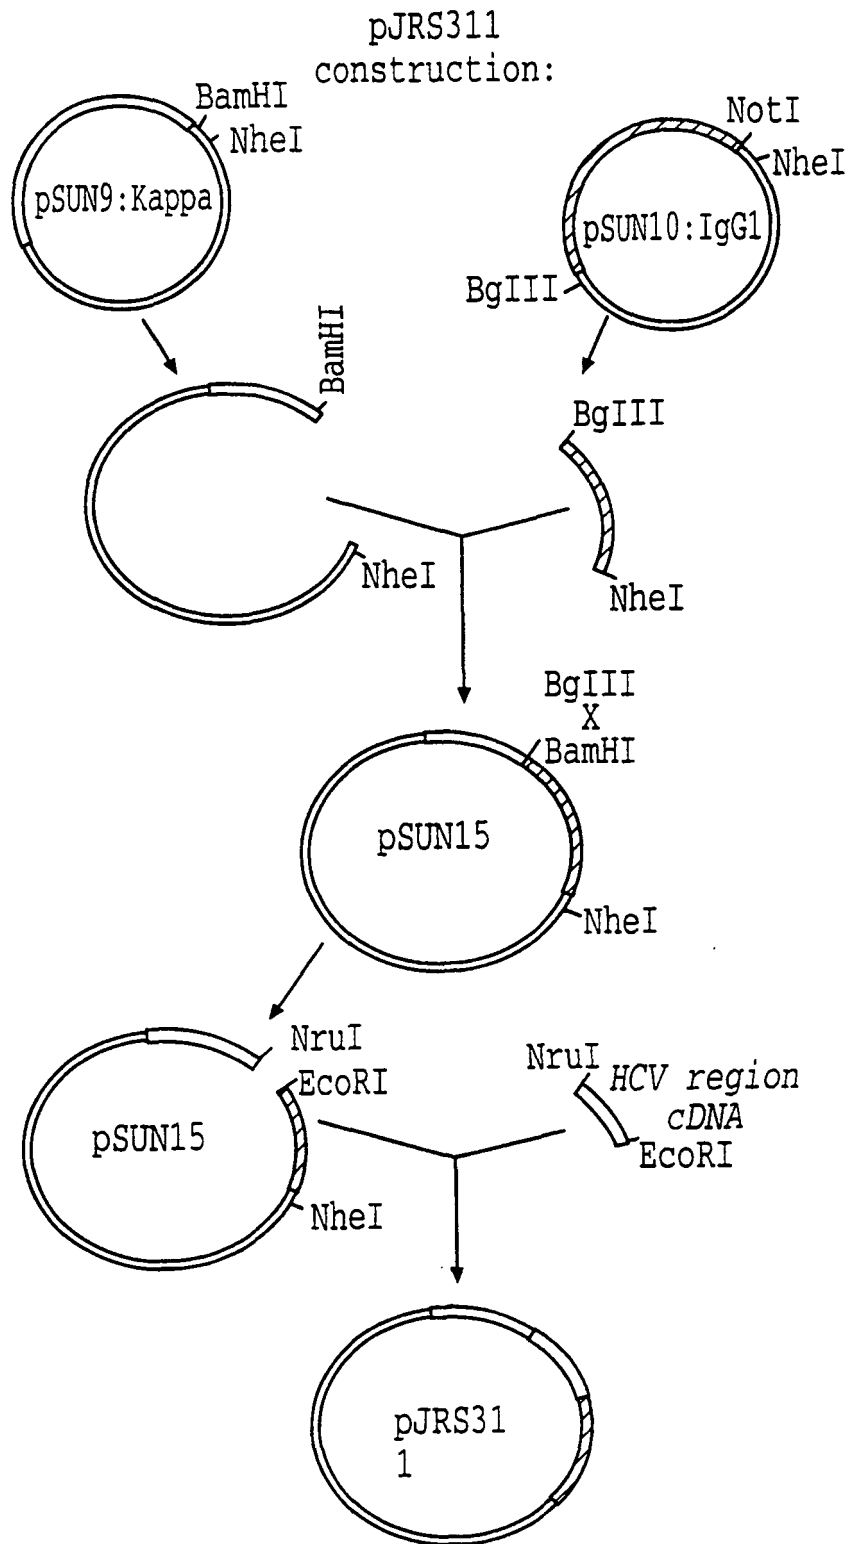 pJRS311
construction:
BamHI
NheI
pSUN9:Kappa
NotI
NheI
pSUN10:IgG1
BgIII
BamHI
NheI
BgIII
NheI
BgIII
X
BamHI
pSUN15
NheI
NruI
EcoRI
pSUN15
NheI
NruI
HCV region
cDNA
EcoRI
pJRS31
1